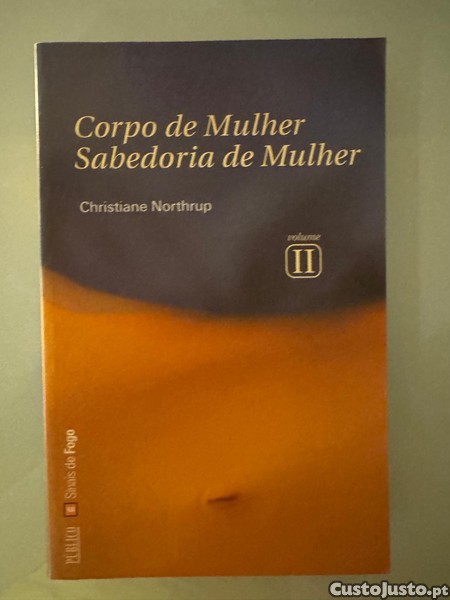 Corpo de Mulher
Sabedoria de Mulher
Christiane Northrup
volume
II
PÚBLICO
Sinais de Fogo
CustoJusto.pt